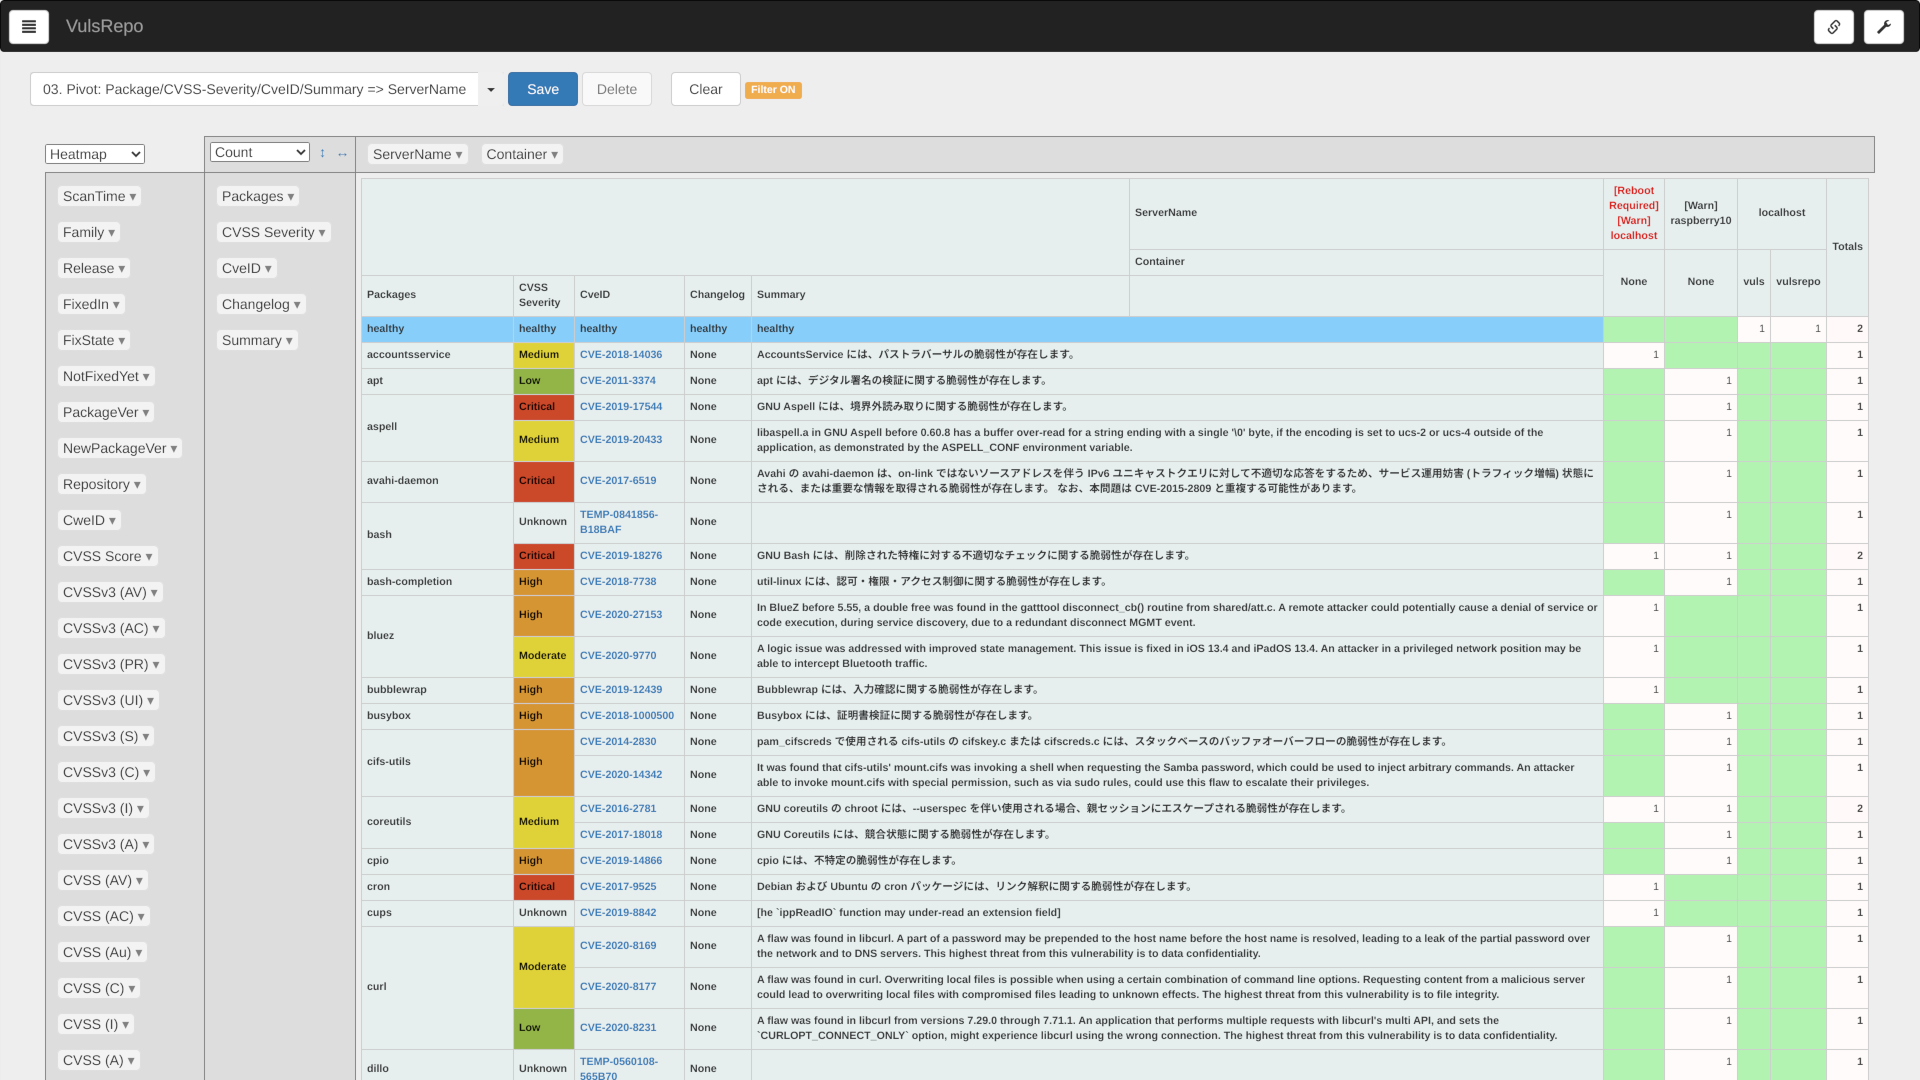 VulsRepo
03. Pivot: Package/CVSS-Severity/CveID/Summary => ServerName
Save
Delete
Clear
Filter ON
Heatmap
Count
↕ ↔
ServerName ▾ Container ▾
ScanTime ▾
Family ▾
Release ▾
FixedIn ▾
FixState ▾
NotFixedYet ▾
PackageVer ▾
NewPackageVer ▾
Repository ▾
CweID ▾
CVSS Score ▾
CVSSv3 (AV) ▾
CVSSv3 (AC) ▾
CVSSv3 (PR) ▾
CVSSv3 (UI) ▾
CVSSv3 (S) ▾
CVSSv3 (C) ▾
CVSSv3 (I) ▾
CVSSv3 (A) ▾
CVSS (AV) ▾
CVSS (AC) ▾
CVSS (Au) ▾
CVSS (C) ▾
CVSS (I) ▾
CVSS (A) ▾
Packages ▾
CVSS Severity ▾
CveID ▾
Changelog ▾
Summary ▾
ServerName
[Reboot
Required]
[Warn]
localhost
[Warn]
raspberry10
localhost
Totals
Container
None None vuls vulsrepo
Packages CVSS
Severity CveID Changelog Summary
healthy healthy healthy healthy healthy 1 1 2
accountsservice Medium CVE-2018-14036 None AccountsService には、パストラバーサルの脆弱性が存在します。 1 1
apt Low CVE-2011-3374 None apt には、デジタル署名の検証に関する脆弱性が存在します。 1 1
aspell Critical CVE-2019-17544 None GNU Aspell には、境界外読み取りに関する脆弱性が存在します。 1 1
Medium CVE-2019-20433 None libaspell.a in GNU Aspell before 0.60.8 has a buffer over-read for a string ending with a single '\0' byte, if the encoding is set to ucs-2 or ucs-4 outside of the
application, as demonstrated by the ASPELL_CONF environment variable. 1 1
avahi-daemon Critical CVE-2017-6519 None Avahi の avahi-daemon は、on-link ではないソースアドレスを伴う IPv6 ユニキャストクエリに対して不適切な応答をするため、サービス運用妨害 (トラフィック増幅) 状態に
される、または重要な情報を取得される脆弱性が存在します。 なお、本問題は CVE-2015-2809 と重複する可能性があります。 1 1
bash Unknown TEMP-0841856-
B18BAF None 1 1
Critical CVE-2019-18276 None GNU Bash には、削除された特権に対する不適切なチェックに関する脆弱性が存在します。 1 1 2
bash-completion High CVE-2018-7738 None util-linux には、認可・権限・アクセス制御に関する脆弱性が存在します。 1 1
bluez High CVE-2020-27153 None In BlueZ before 5.55, a double free was found in the gatttool disconnect_cb() routine from shared/att.c. A remote attacker could potentially cause a denial of service or
code execution, during service discovery, due to a redundant disconnect MGMT event. 1 1
Moderate CVE-2020-9770 None A logic issue was addressed with improved state management. This issue is fixed in iOS 13.4 and iPadOS 13.4. An attacker in a privileged network position may be
able to intercept Bluetooth traffic. 1 1
bubblewrap High CVE-2019-12439 None Bubblewrap には、入力確認に関する脆弱性が存在します。 1 1
busybox High CVE-2018-1000500 None Busybox には、証明書検証に関する脆弱性が存在します。 1 1
cifs-utils High CVE-2014-2830 None pam_cifscreds で使用される cifs-utils の cifskey.c または cifscreds.c には、スタックベースのバッファオーバーフローの脆弱性が存在します。 1 1
CVE-2020-14342 None It was found that cifs-utils' mount.cifs was invoking a shell when requesting the Samba password, which could be used to inject arbitrary commands. An attacker
able to invoke mount.cifs with special permission, such as via sudo rules, could use this flaw to escalate their privileges. 1 1
coreutils Medium CVE-2016-2781 None GNU coreutils の chroot には、--userspec を伴い使用される場合、親セッションにエスケープされる脆弱性が存在します。 1 1 2
CVE-2017-18018 None GNU Coreutils には、競合状態に関する脆弱性が存在します。 1 1
cpio High CVE-2019-14866 None cpio には、不特定の脆弱性が存在します。 1 1
cron Critical CVE-2017-9525 None Debian および Ubuntu の cron パッケージには、リンク解釈に関する脆弱性が存在します。 1 1
cups Unknown CVE-2019-8842 None [he `ippReadIO` function may under-read an extension field] 1 1
curl Moderate CVE-2020-8169 None A flaw was found in libcurl. A part of a password may be prepended to the host name before the host name is resolved, leading to a leak of the partial password over
the network and to DNS servers. This highest threat from this vulnerability is to data confidentiality. 1 1
CVE-2020-8177 None A flaw was found in curl. Overwriting local files is possible when using a certain combination of command line options. Requesting content from a malicious server
could lead to overwriting local files with compromised files leading to unknown effects. The highest threat from this vulnerability is to file integrity. 1 1
Low CVE-2020-8231 None A flaw was found in libcurl from versions 7.29.0 through 7.71.1. An application that performs multiple requests with libcurl's multi API, and sets the
`CURLOPT_CONNECT_ONLY` option, might experience libcurl using the wrong connection. The highest threat from this vulnerability is to data confidentiality. 1 1
dillo Unknown TEMP-0560108-
565B70 None 1 1